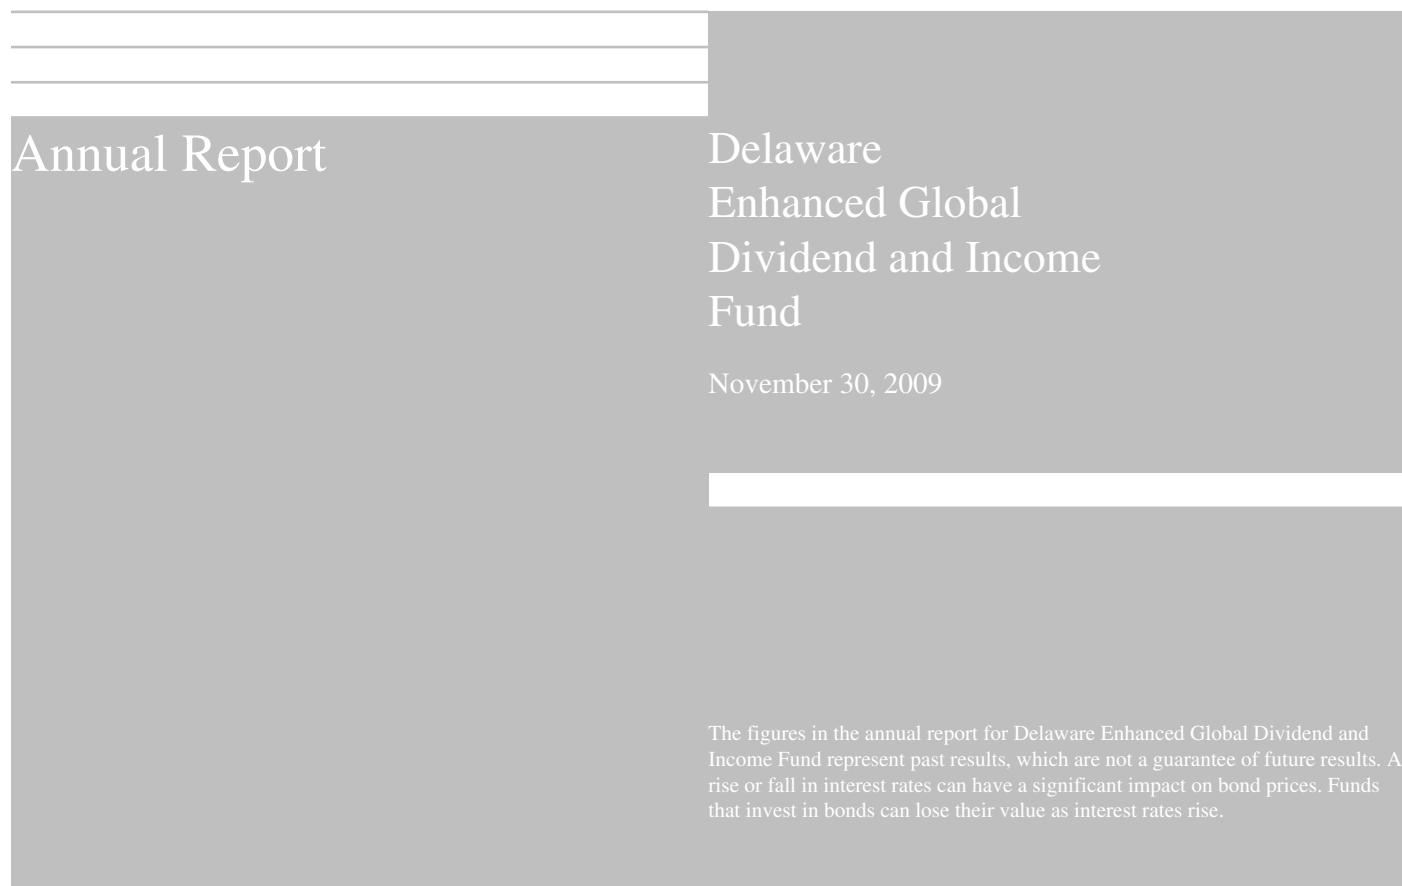 Annual Report
Delaware
Enhanced Global
Dividend and Income
Fund
November 30, 2009
The figures in the annual report for Delaware Enhanced Global Dividend and
Income Fund represent past results, which are not a guarantee of future results. A
rise or fall in interest rates can have a significant impact on bond prices. Funds
that invest in bonds can lose their value as interest rates rise.